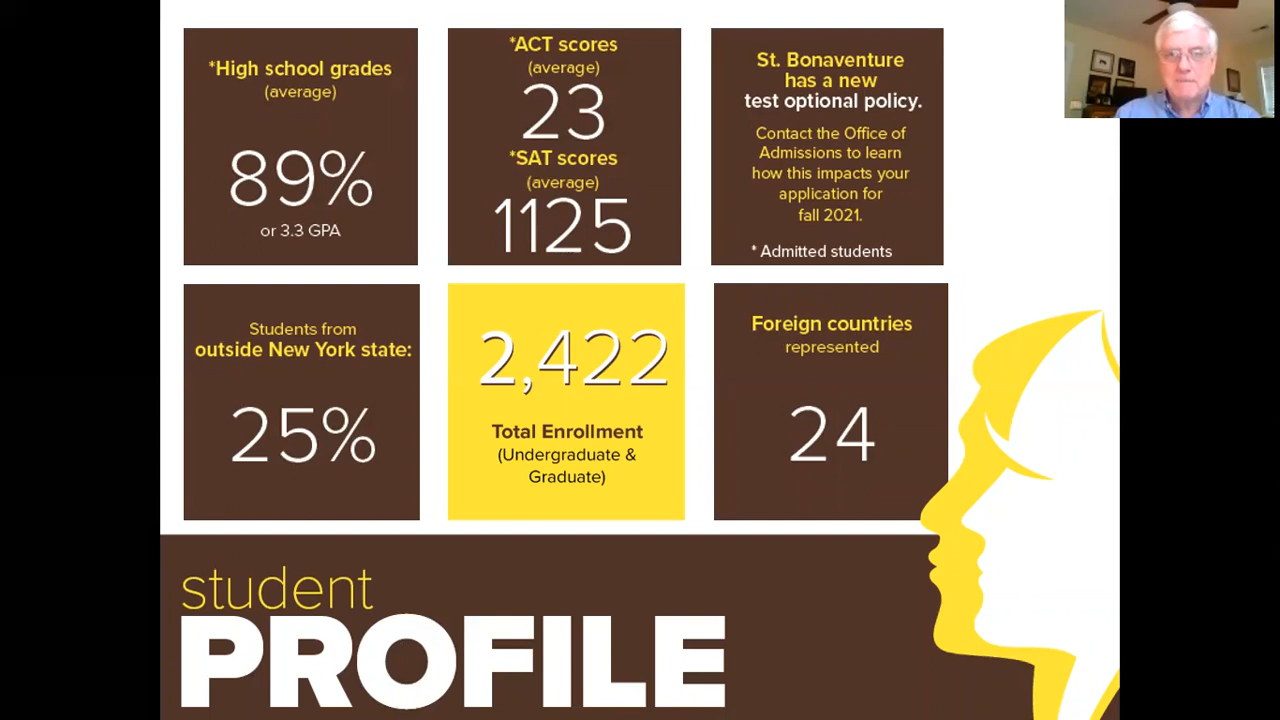 *High school grades
(average)
89%
or 3.3 GPA
*ACT scores
(average)
23
*SAT scores
(average)
1125
St. Bonaventure
has a new
test optional policy.
Contact the Office of
Admissions to learn
how this impacts your
application for
fall 2021.
* Admitted students
Students from
outside New York state:
25%
2,422
Total Enrollment
(Undergraduate &
Graduate)
Foreign countries
represented
24
student
PROFILE